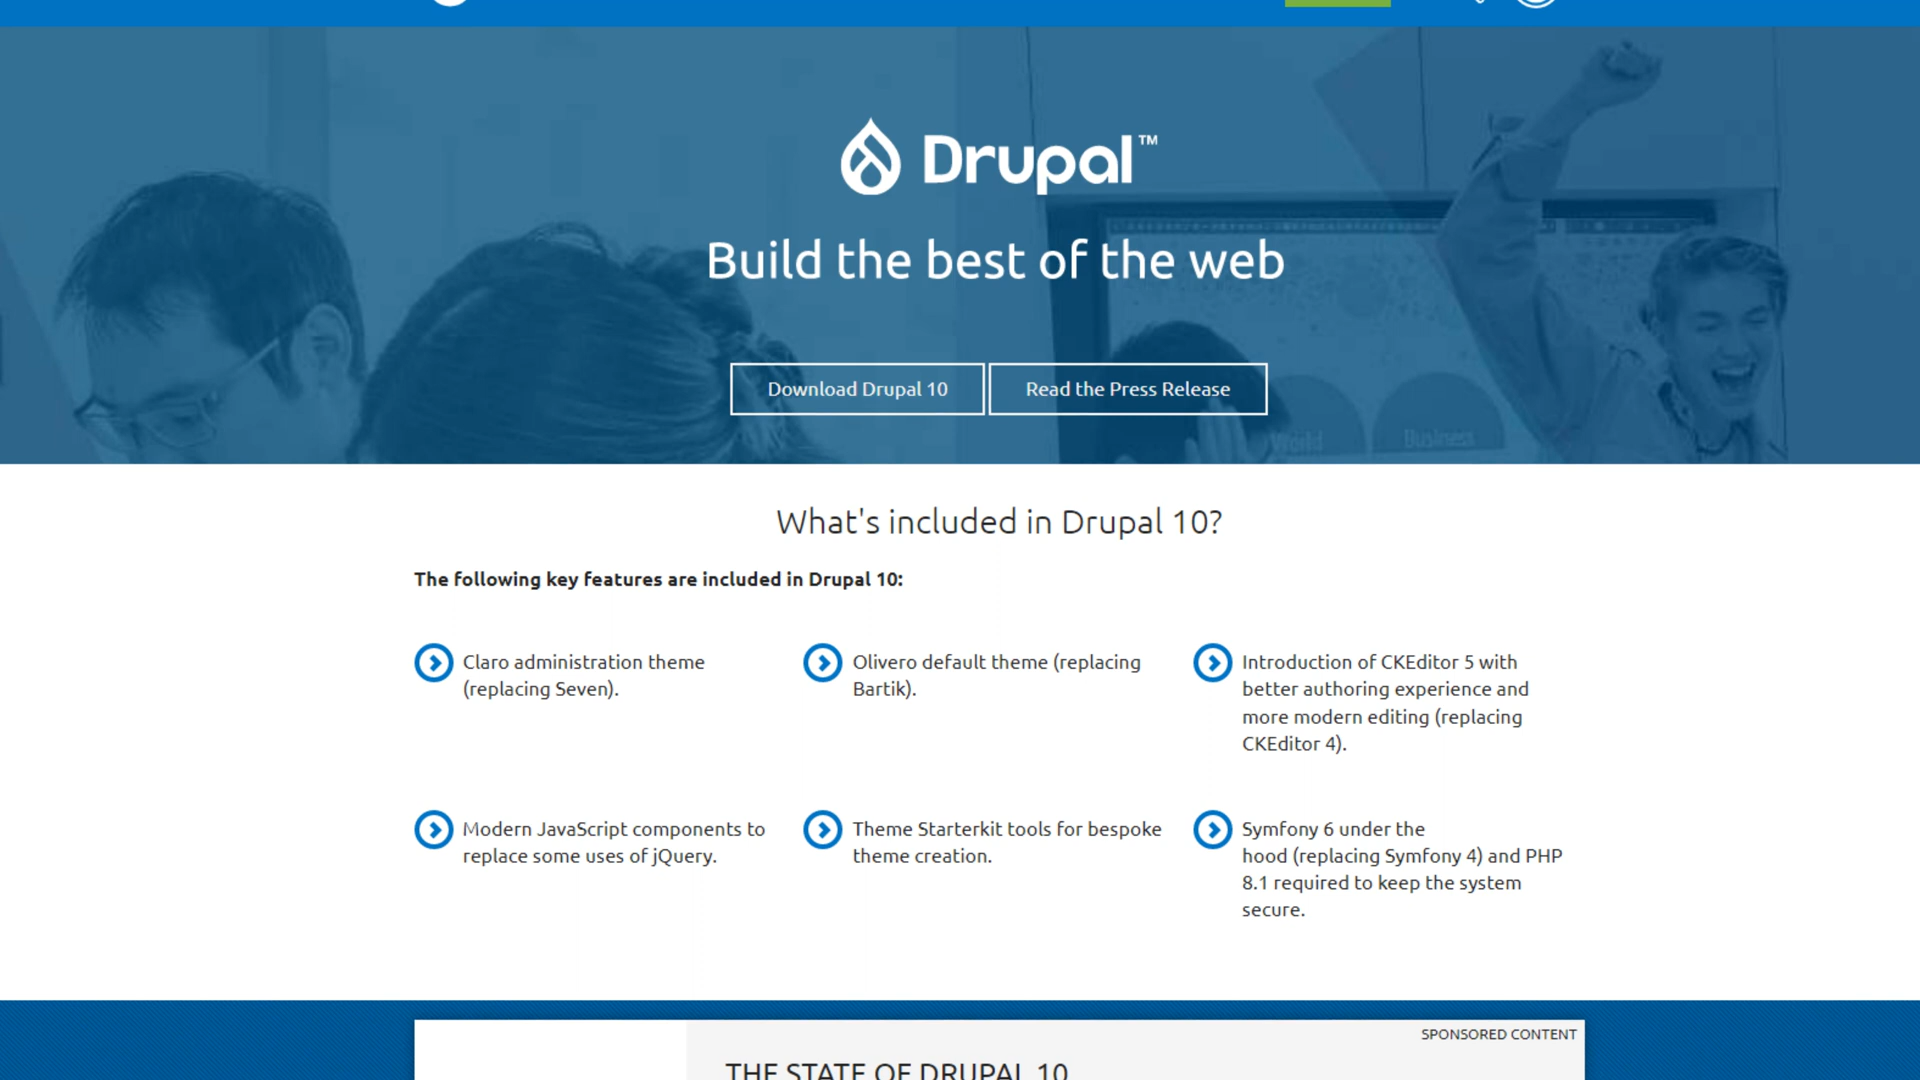 Drupal™
Build the best of the web
Download Drupal 10
Read the Press Release
World
Business
What's included in Drupal 10?
The following key features are included in Drupal 10:
Claro administration theme
(replacing Seven).
Olivero default theme (replacing
Bartik).
Introduction of CKEditor 5 with
better authoring experience and
more modern editing (replacing
CKEditor 4).
Modern JavaScript components to
replace some uses of jQuery.
Theme Starterkit tools for bespoke
theme creation.
Symfony 6 under the
hood (replacing Symfony 4) and PHP
8.1 required to keep the system
secure.
SPONSORED CONTENT
THE STATE OF DRUPAL 10